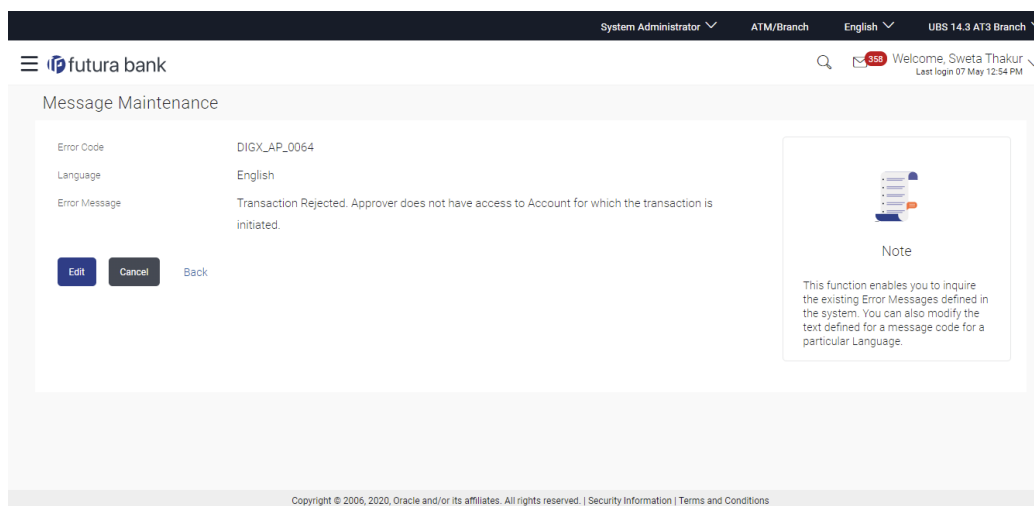 System Administrator ATM/Branch English UBS 14.3 AT3 Branch
futura bank
358 Welcome, Sweta Thakur
Last login 07 May 12:54 PM
Message Maintenance
Error Code DIGX_AP_0064
Language English
Error Message Transaction Rejected. Approver does not have access to Account for which the transaction is
initiated.
Edit Cancel Back
Note
This function enables you to inquire
the existing Error Messages defined in
the system. You can also modify the
text defined for a message code for a
particular Language.
Copyright © 2006, 2020, Oracle and/or its affiliates. All rights reserved. | Security Information | Terms and Conditions